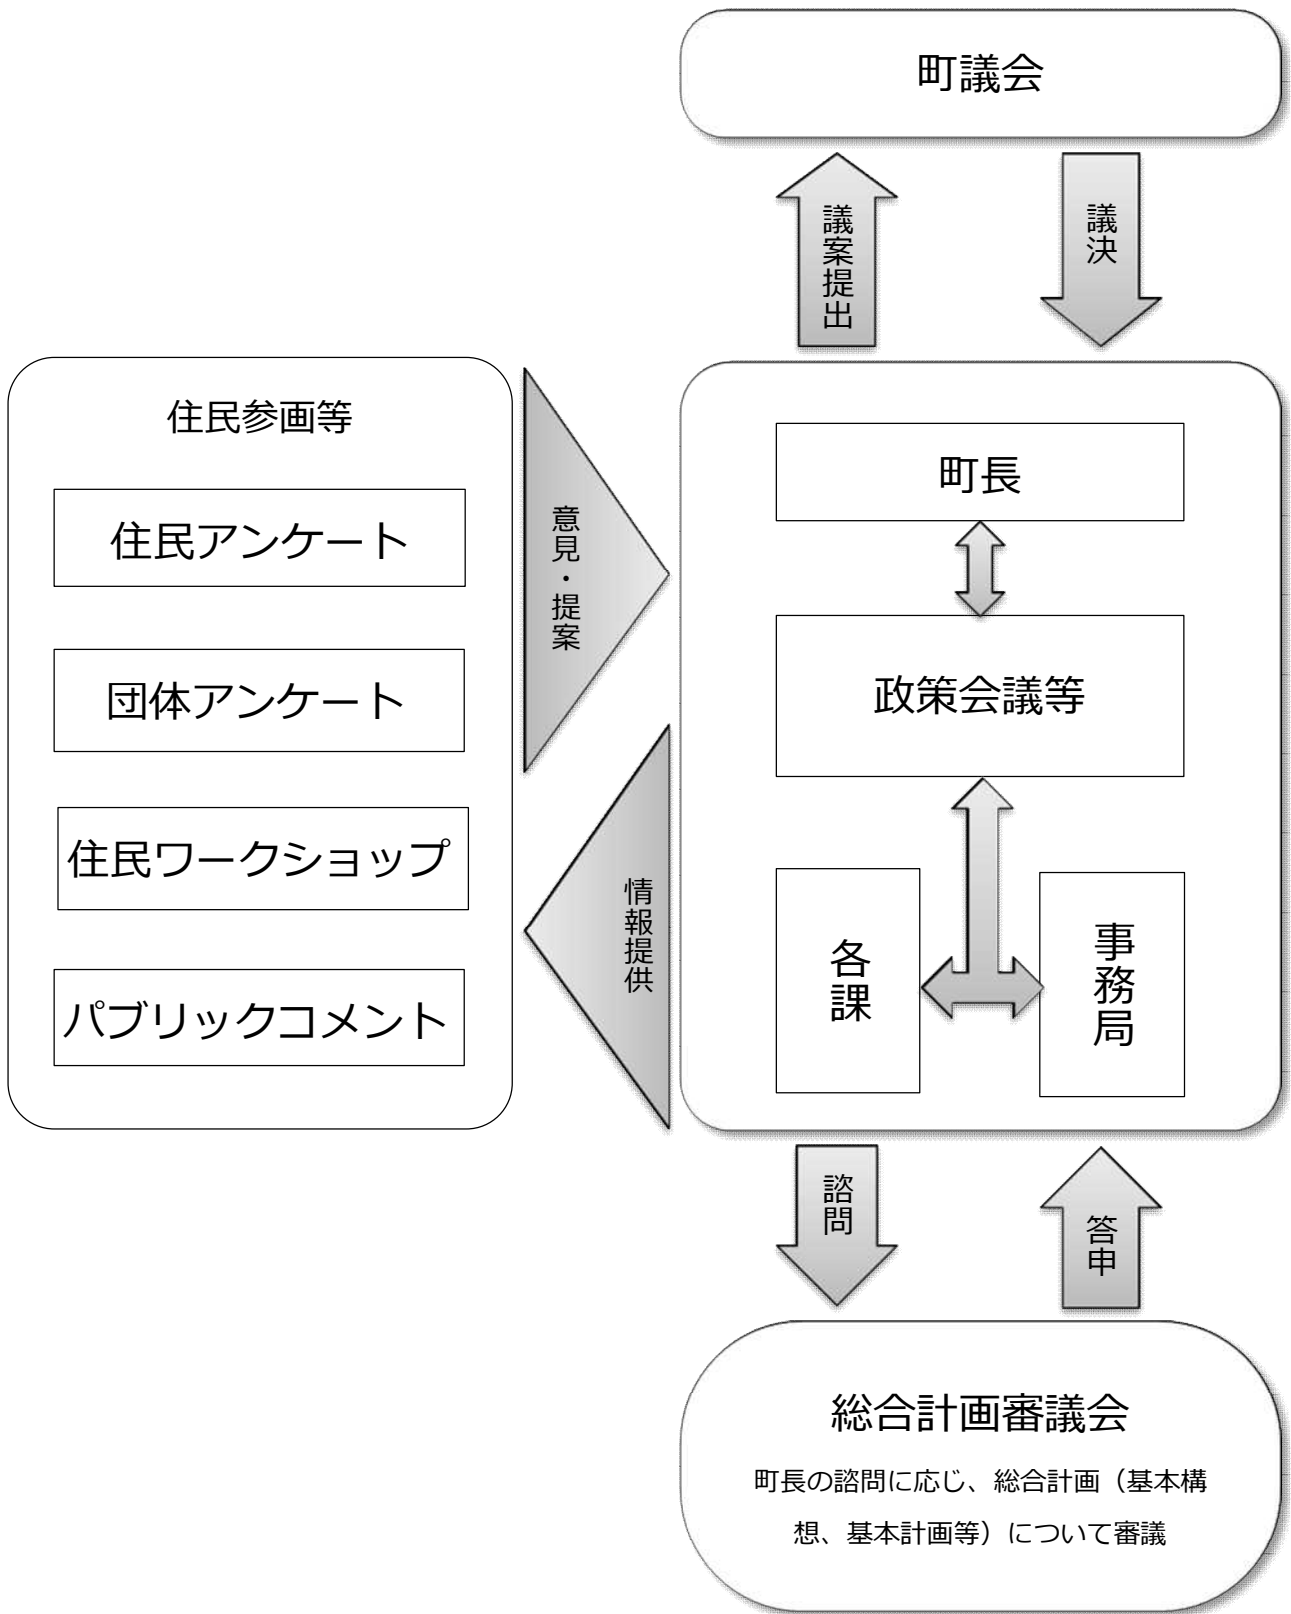 町議会
議案提出
議決
住民参画等
住民アンケート
団体アンケート
住民ワークショップ
パブリックコメント
意見・提案
情報提供
町長
政策会議等
各課
事務局
諮問
答申
総合計画審議会
町長の諮問に応じ、総合計画（基本構
想、基本計画等）について審議